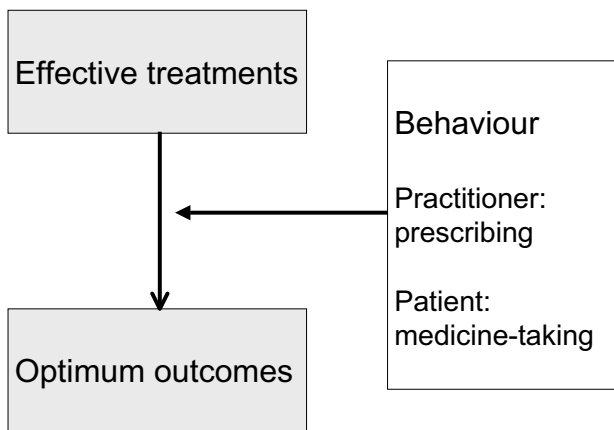 Effective treatments
Behaviour
Practitioner:
prescribing
Patient:
medicine-taking
Optimum outcomes